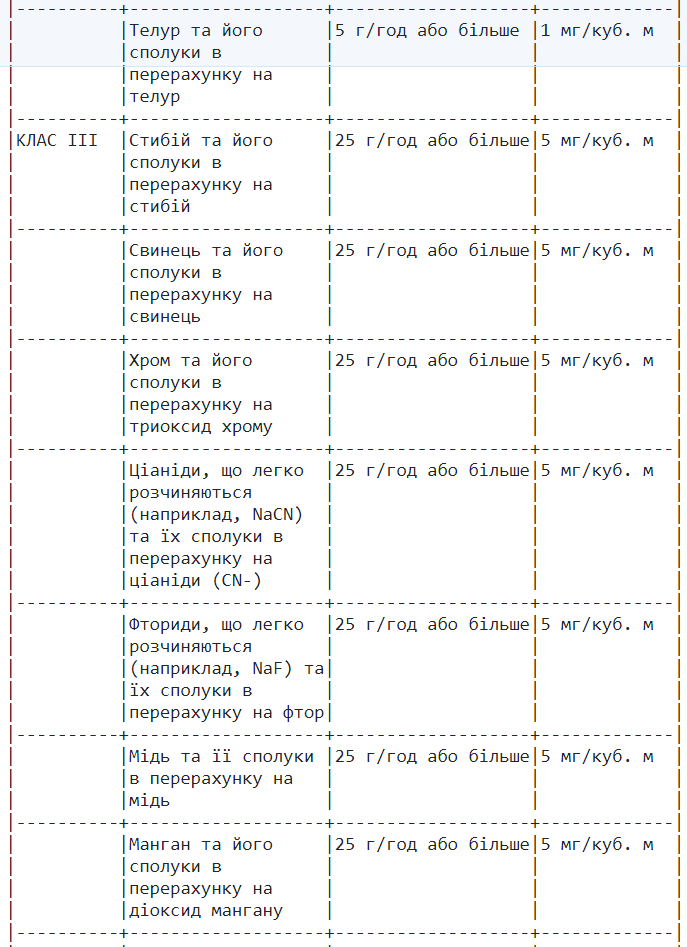 |----------+--------------------+-------------------+-------------|
|          |Телур та його       |5 г/год або більше |1 мг/куб. м  |
|          |сполуки в           |                   |             |
|          |перерахунку на      |                   |             |
|          |телур               |                   |             |
|----------+--------------------+-------------------+-------------|
|КЛАС III  |Стибій та його      |25 г/год або більше|5 мг/куб. м  |
|          |сполуки в           |                   |             |
|          |перерахунку на      |                   |             |
|          |стибій              |                   |             |
|----------+--------------------+-------------------+-------------|
|          |Свинець та його     |25 г/год або більше|5 мг/куб. м  |
|          |сполуки в           |                   |             |
|          |перерахунку на      |                   |             |
|          |свинець             |                   |             |
|----------+--------------------+-------------------+-------------|
|          |Хром та його        |25 г/год або більше|5 мг/куб. м  |
|          |сполуки в           |                   |             |
|          |перерахунку на      |                   |             |
|          |триоксид хрому      |                   |             |
|----------+--------------------+-------------------+-------------|
|          |Ціаніди, що легко   |25 г/год або більше|5 мг/куб. м  |
|          |розчиняються        |                   |             |
|          |(наприклад, NaCN)   |                   |             |
|          |та їх сполуки в     |                   |             |
|          |перерахунку на      |                   |             |
|          |ціаніди (CN-)       |                   |             |
|----------+--------------------+-------------------+-------------|
|          |Фториди, що легко   |25 г/год або більше|5 мг/куб. м  |
|          |розчиняються        |                   |             |
|          |(наприклад, NaF) та|                   |             |
|          |їх сполуки в        |                   |             |
|          |перерахунку на фтор|                   |             |
|----------+--------------------+-------------------+-------------|
|          |Мідь та її сполуки  |25 г/год або більше|5 мг/куб. м  |
|          |в перерахунку на    |                   |             |
|          |мідь                |                   |             |
|----------+--------------------+-------------------+-------------|
|          |Манган та його      |25 г/год або більше|5 мг/куб. м  |
|          |сполуки в           |                   |             |
|          |перерахунку на      |                   |             |
|          |діоксид мангану     |                   |             |
|----------+--------------------+-------------------+-------------|